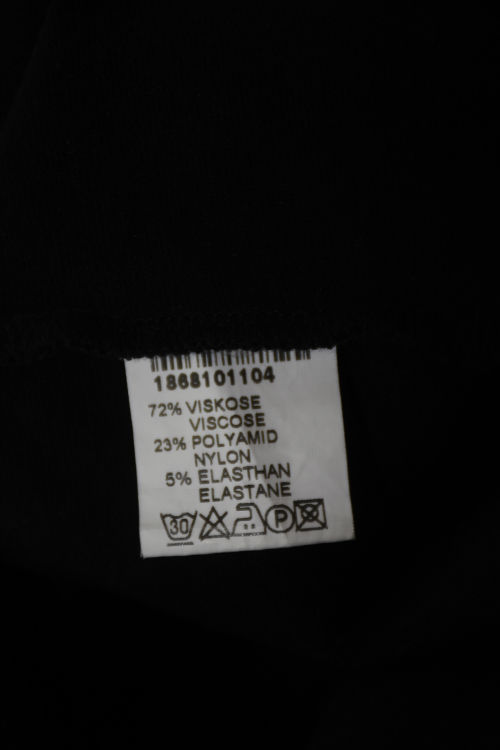 1868101104
72% VISKOSE
VISCOSE
23% POLYAMID
NYLON
5% ELASTHAN
ELASTANE
30 P